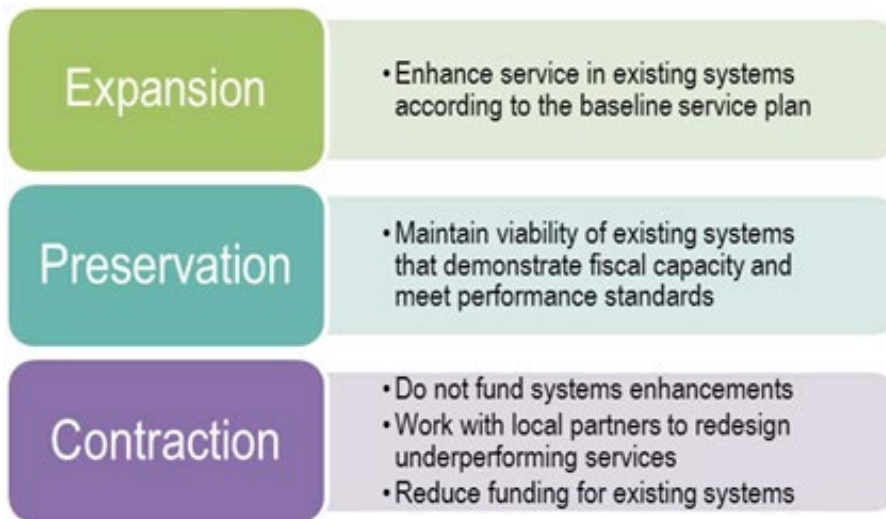 Expansion
• Enhance service in existing systems
according to the baseline service plan
Preservation
• Maintain viability of existing systems
that demonstrate fiscal capacity and
meet performance standards
Contraction
• Do not fund systems enhancements
• Work with local partners to redesign
underperforming services
• Reduce funding for existing systems